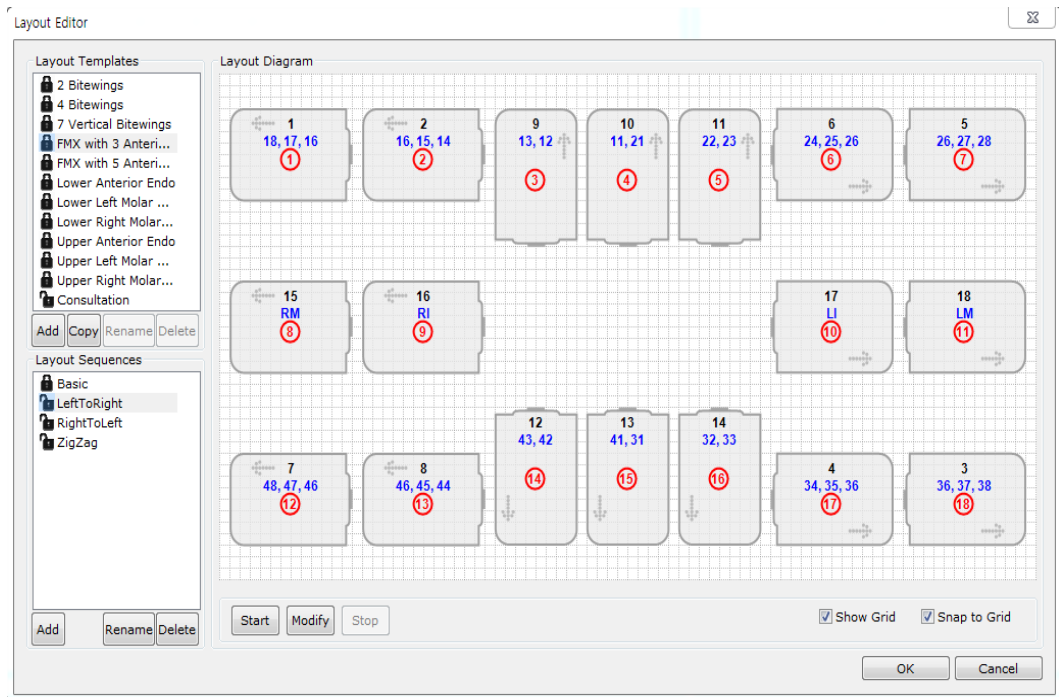 Layout Editor
Layout Templates
2 Bitewings
4 Bitewings
7 Vertical Bitewings
FMX with 3 Anteri...
FMX with 5 Anteri...
Lower Anterior Endo
Lower Left Molar ...
Lower Right Molar...
Upper Anterior Endo
Upper Left Molar ...
Upper Right Molar...
Consultation
Add Copy Rename Delete
Layout Sequences
Basic
LeftToRight
RightToLeft
ZigZag
Add Rename Delete
Layout Diagram
1 2 9 10 11 6 5
18, 17, 16 16, 15, 14 13, 12 11, 21 22, 23 24, 25, 26 26, 27, 28
1 2 3 4 5 6 7
15 16 17 18
RM RI LI LM
8 9 10 11
12 13 14
43, 42 41, 31 32, 33
7 8 4 3
48, 47, 46 46, 45, 44 34, 35, 36 36, 37, 38
14 15 16
12 13 17 18
Start Modify Stop
Show Grid Snap to Grid
OK Cancel